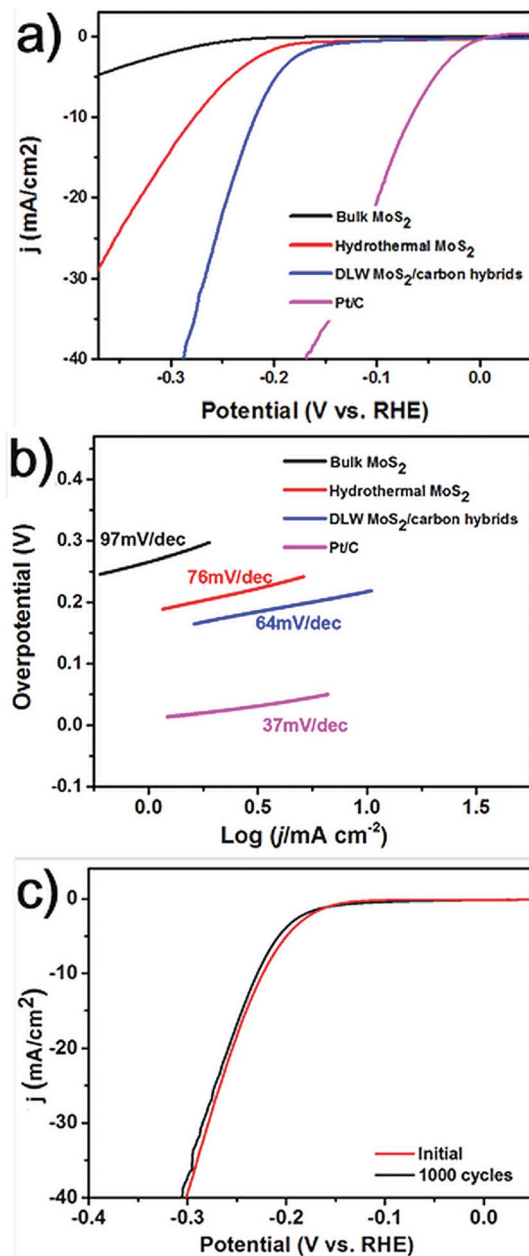 a)
0
-10
-20
-30
-40
j (mA/cm2)
Bulk MoS2
Hydrothermal MoS2
DLW MoS2/carbon hybrids
Pt/C
-0.3 -0.2 -0.1 0.0
Potential (V vs. RHE)
b)
0.4
0.3
0.2
0.1
0.0
-0.1
Overpotential (V)
Bulk MoS2
Hydrothermal MoS2
DLW MoS2/carbon hybrids
Pt/C
97mV/dec
76mV/dec
64mV/dec
37mV/dec
0.0 0.5 1.0 1.5
Log (j/mA cm-2)
c)
0
-10
-20
-30
-40
j (mA/cm2)
Initial
1000 cycles
-0.4 -0.3 -0.2 -0.1 0.0
Potential (V vs. RHE)